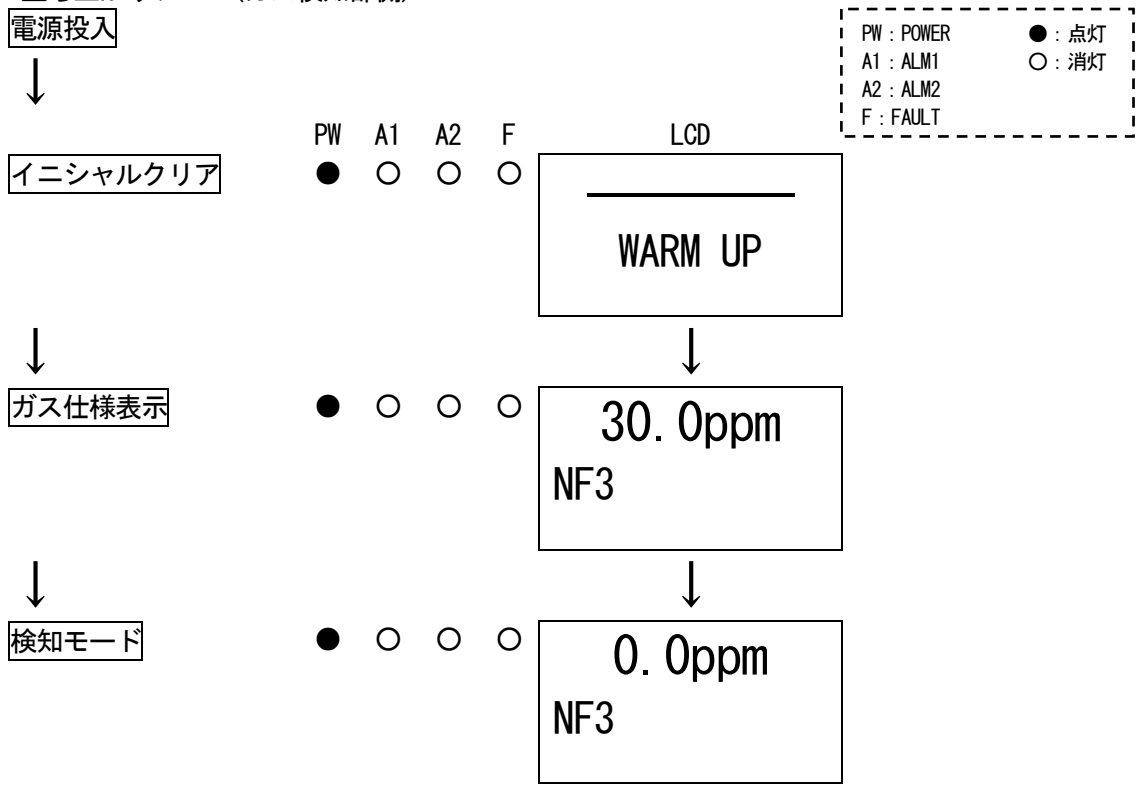 電源投入
PW:POWER ●:点灯
A1:ALM1 ○:消灯
A2:ALM2
F:FAULT
↓
PW A1 A2 F LCD
イニシャルクリア ● ○ ○ ○
WARM UP
↓ ↓
ガス仕様表示 ● ○ ○ ○ 30.0ppm
NF3
↓ ↓
検知モード ● ○ ○ ○ 0.0ppm
NF3